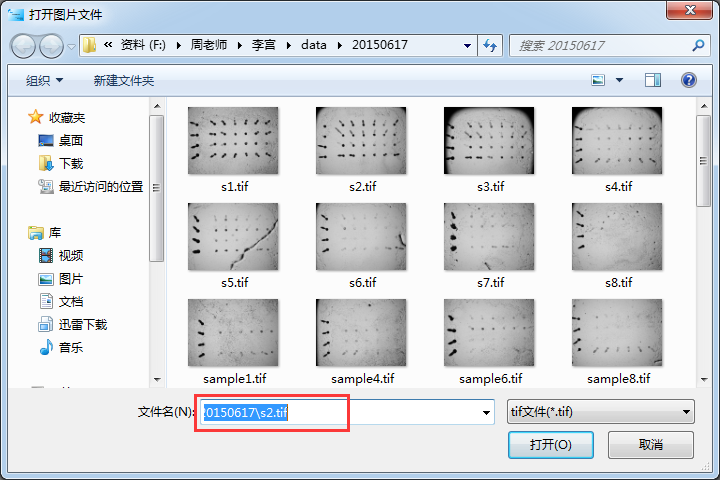 打开图片文件
« 资料 (F:) 周老师 李宫 data 20150617
搜索 20150617
组织 新建文件夹
收藏夹
桌面
下载
最近访问的位置
库
视频
图片
文档
迅雷下载
音乐
s1.tif s2.tif s3.tif s4.tif
s5.tif s6.tif s7.tif s8.tif
sample1.tif sample4.tif sample6.tif sample8.tif
文件名(N): 20150617\s2.tif
tif文件(*.tif)
打开(O) 取消